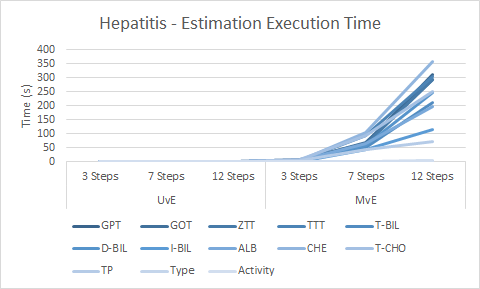 Hepatitis - Estimation Execution Time
400
350
300
250
200
150
100
50
0
Time (s)
3 Steps 7 Steps 12 Steps 3 Steps 7 Steps 12 Steps
UvE MvE
GPT GOT ZTT TTT T-BIL
D-BIL I-BIL ALB CHE T-CHO
TP Type Activity